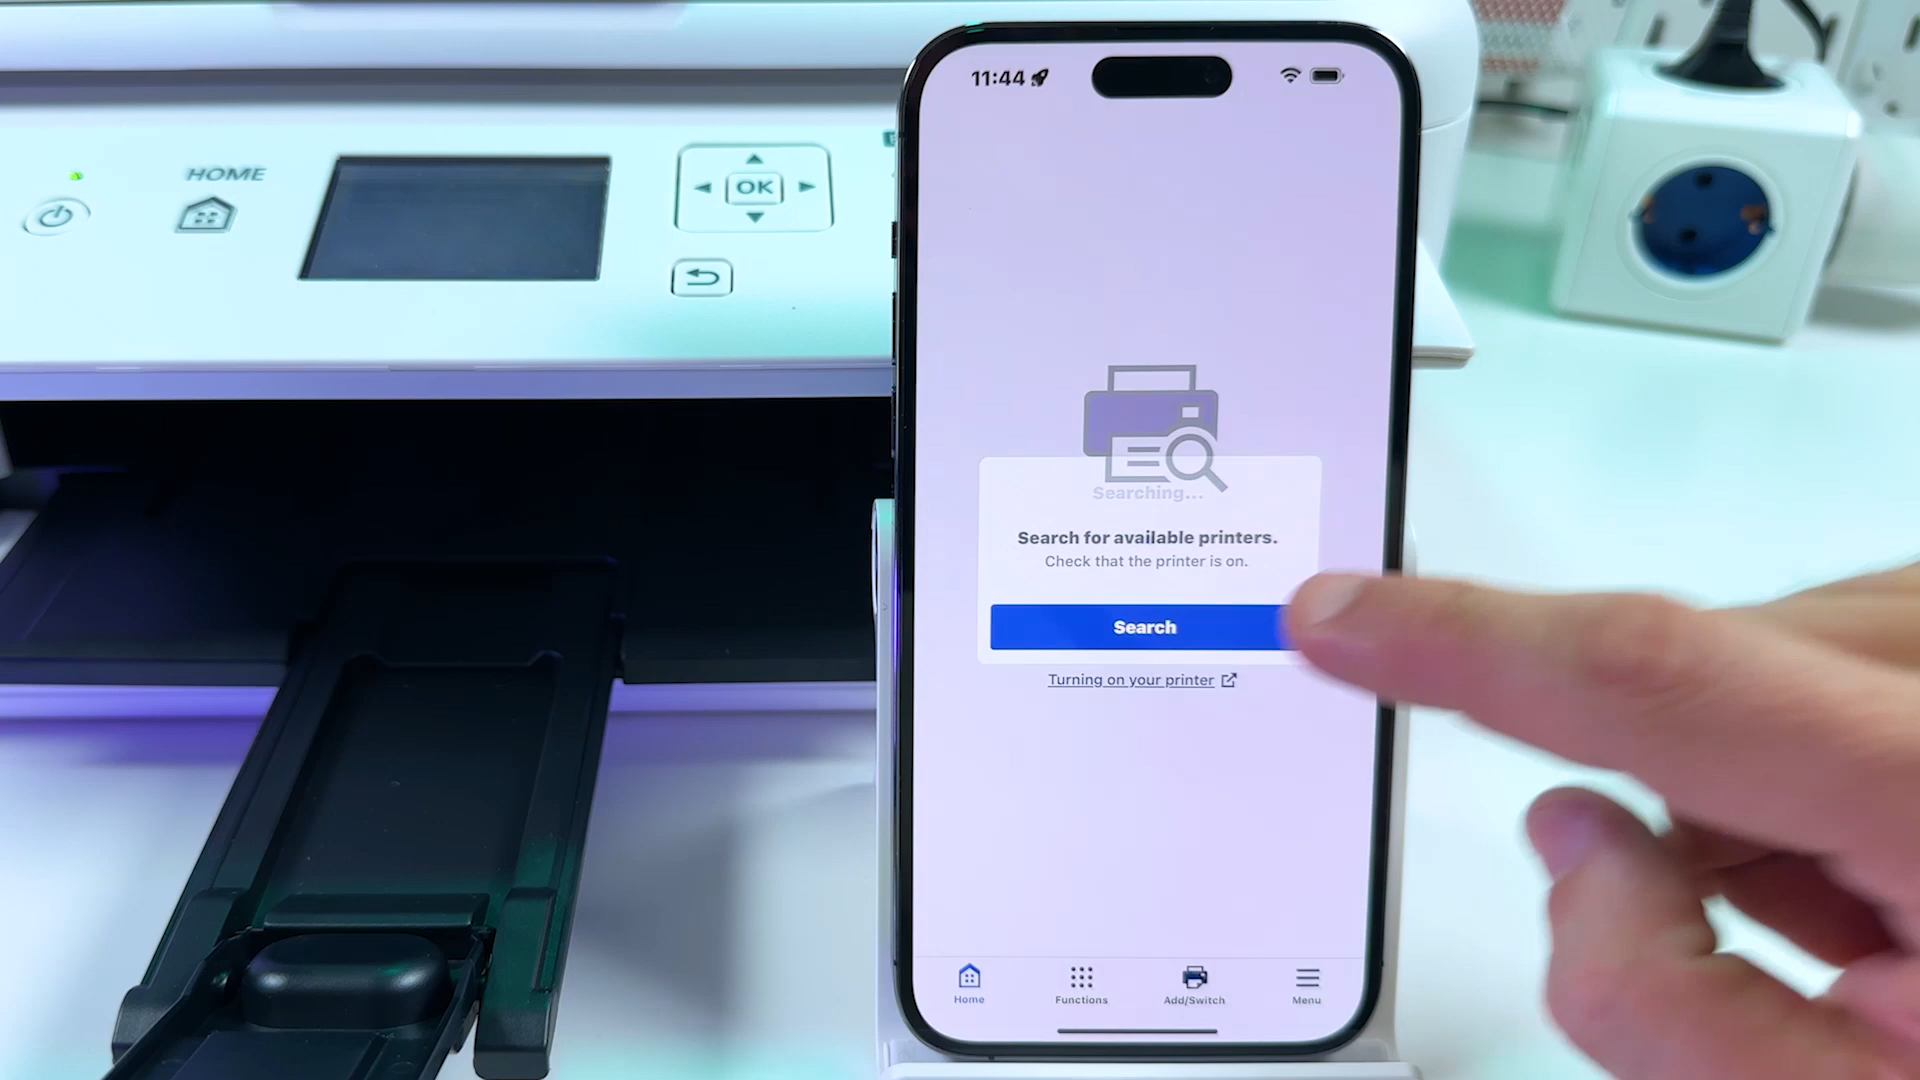 HOME
OK
11:44
Searching...
Search for available printers.
Check that the printer is on.
Search
Turning on your printer
Home
Functions
Add/Switch
Menu